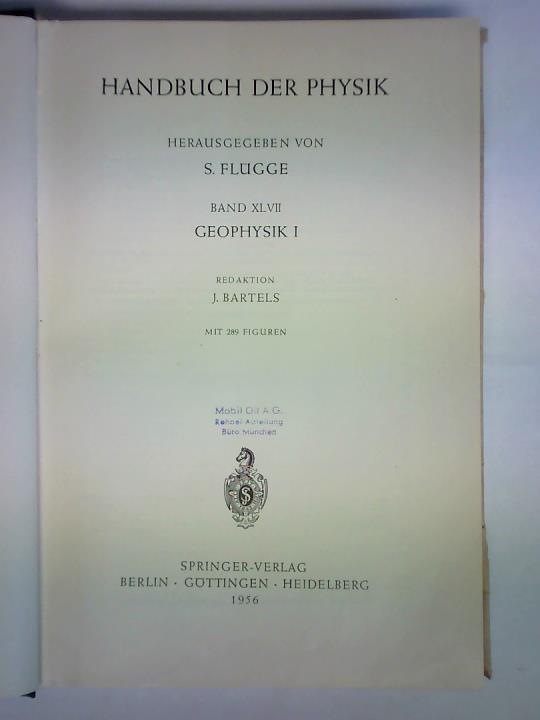 HANDBUCH DER PHYSIK
HERAUSGEGEBEN VON
S. FLÜGGE
BAND XLVII
GEOPHYSIK I
REDAKTION
J. BARTELS
MIT 289 FIGUREN
Mobil Oil A.G.
Rohoel-Abteilung
Büro München
SPRINGER-VERLAG
BERLIN · GÖTTINGEN · HEIDELBERG
1956